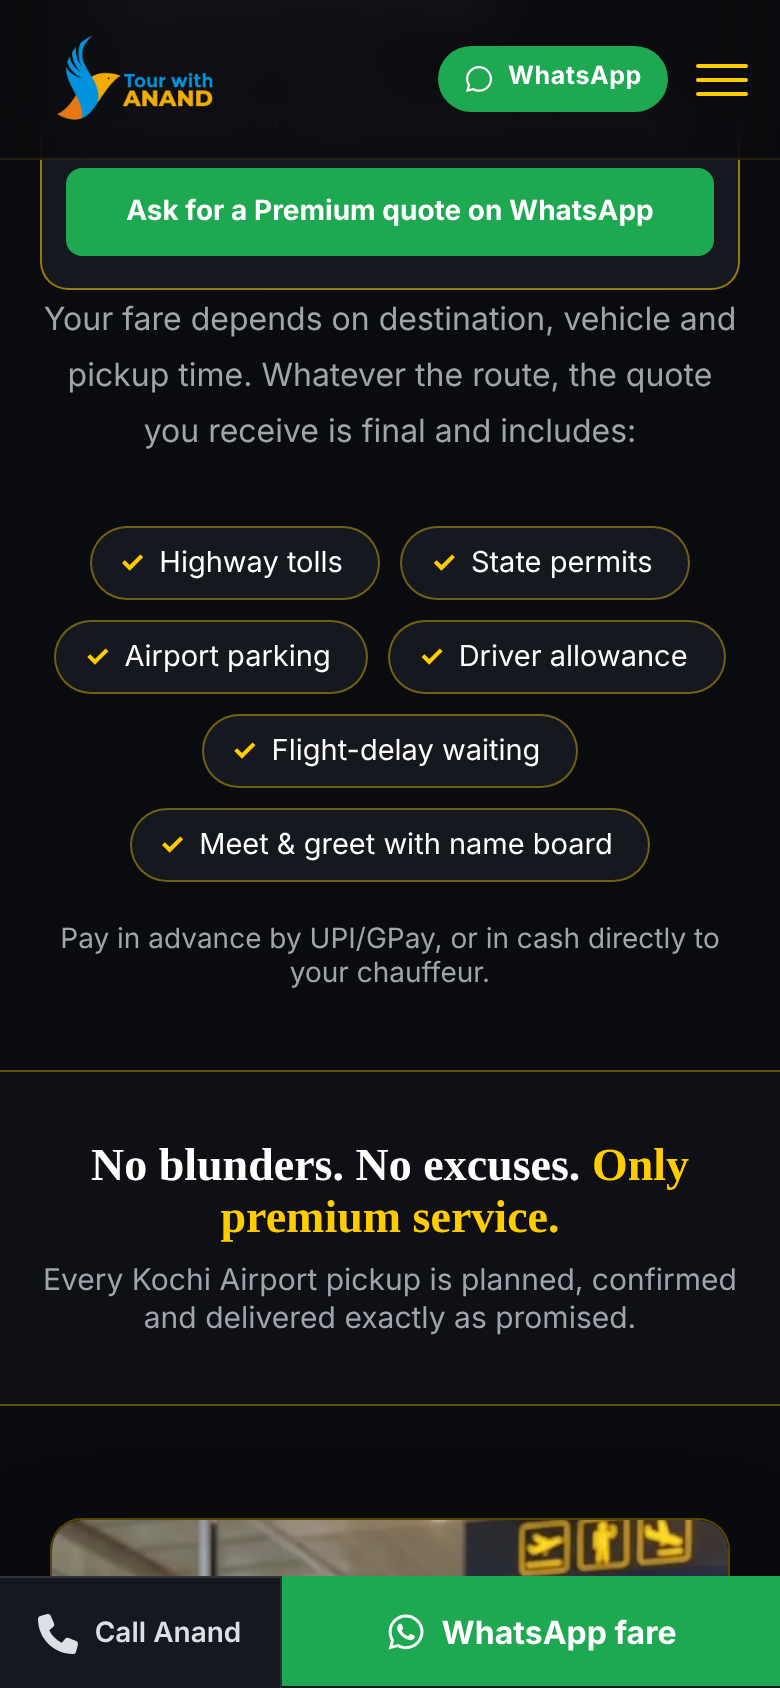 Tour with
ANAND
WhatsApp
Ask for a Premium quote on WhatsApp
Your fare depends on destination, vehicle and
pickup time. Whatever the route, the quote
you receive is final and includes:
Highway tolls
State permits
Airport parking
Driver allowance
Flight-delay waiting
Meet & greet with name board
Pay in advance by UPI/GPay, or in cash directly to
your chauffeur.
No blunders. No excuses. Only
premium service.
Every Kochi Airport pickup is planned, confirmed
and delivered exactly as promised.
Call Anand
WhatsApp fare